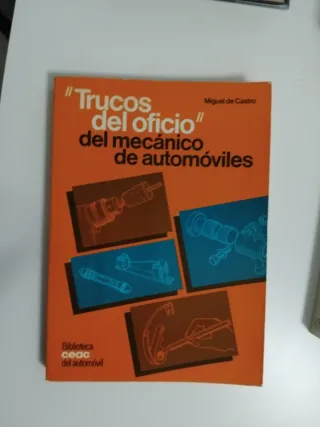 "Trucos
del oficio"
Miguel de Castro
del mecánico
de automóviles
Biblioteca
ceac
del automóvil